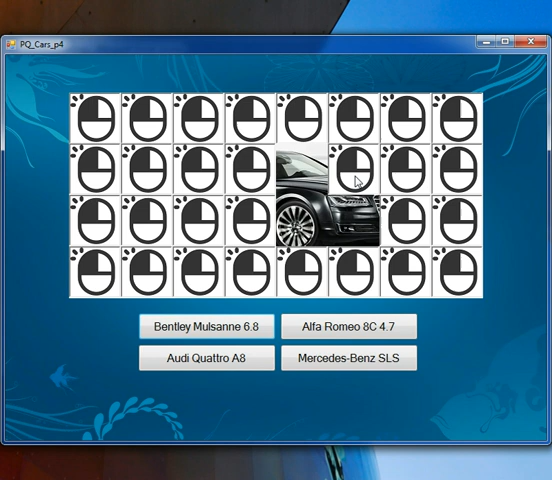 PQ_Cars_p4
Bentley Mulsanne 6.8
Alfa Romeo 8C 4.7
Audi Quattro A8
Mercedes-Benz SLS